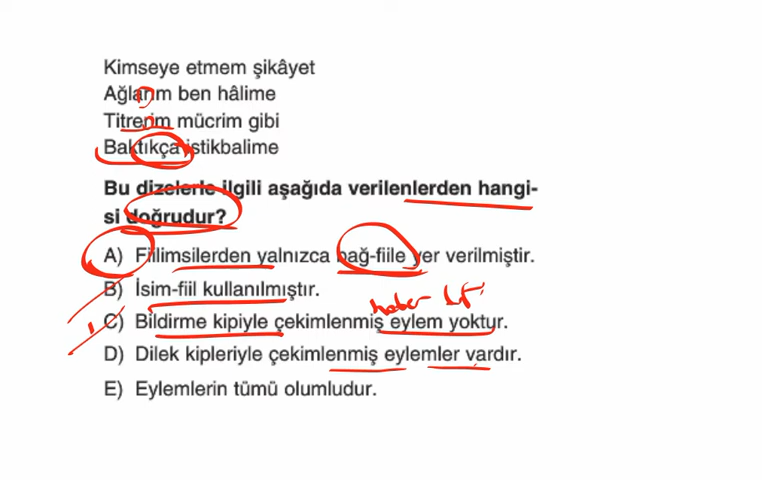 Kimseye etmem şikâyet
Ağlarım ben hâlime
Titrerim mücrim gibi
Baktıkça istikbalime
Bu dizelerle ilgili aşağıda verilenlerden hangi-
si doğrudur?
A) Fiilimsilerden yalnızca bağ-fiile yer verilmiştir.
B) İsim-fiil kullanılmıştır.
haber
C) Bildirme kipiyle çekimlenmiş eylem yoktur.
D) Dilek kipleriyle çekimlenmiş eylemler vardır.
E) Eylemlerin tümü olumludur.